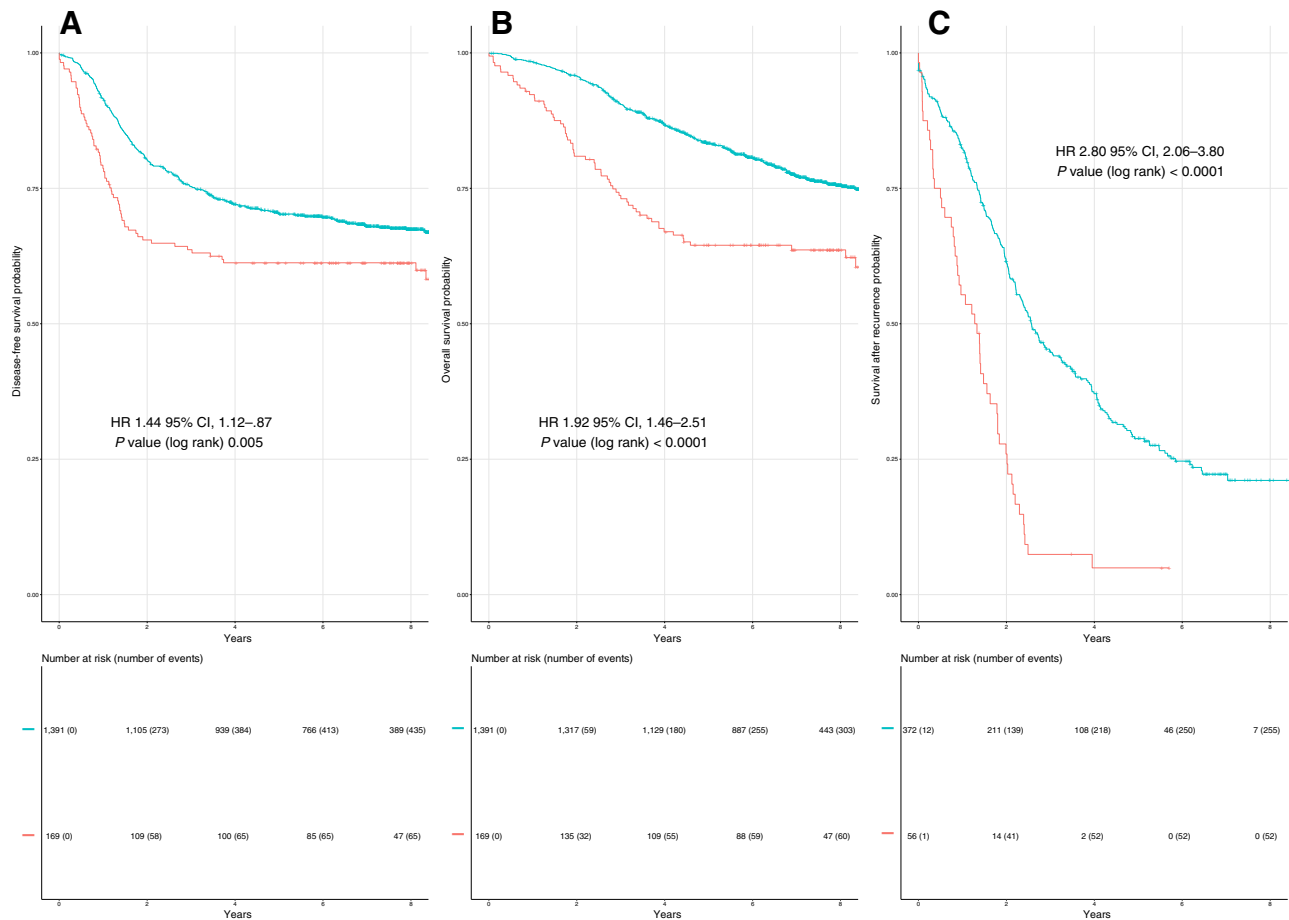 A
B
C
1.00
0.75
0.50
0.25
0.00
Disease-free survival probability
HR 1.44 95% CI, 1.12–.87
P value (log rank) 0.005
0 2 4 6 8
Years
1.00
0.75
0.50
0.25
0.00
Overall survival probability
HR 1.92 95% CI, 1.46–2.51
P value (log rank) < 0.0001
0 2 4 6 8
Years
1.00
0.75
0.50
0.25
0.00
Survival after recurrence probability
HR 2.80 95% CI, 2.06–3.80
P value (log rank) < 0.0001
0 2 4 6 8
Years
Number at risk (number of events)
1,391 (0) 1,105 (273) 939 (384) 766 (413) 389 (435)
169 (0) 109 (58) 100 (65) 85 (65) 47 (65)
0 2 4 6 8
Years
Number at risk (number of events)
1,391 (0) 1,317 (59) 1,129 (180) 887 (255) 443 (303)
169 (0) 135 (32) 109 (55) 88 (59) 47 (60)
0 2 4 6 8
Years
Number at risk (number of events)
372 (12) 211 (139) 108 (218) 46 (250) 7 (255)
56 (1) 14 (41) 2 (52) 0 (52) 0 (52)
0 2 4 6 8
Years